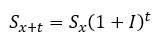 $S_{x+t} = S_x(1 + I)^t$